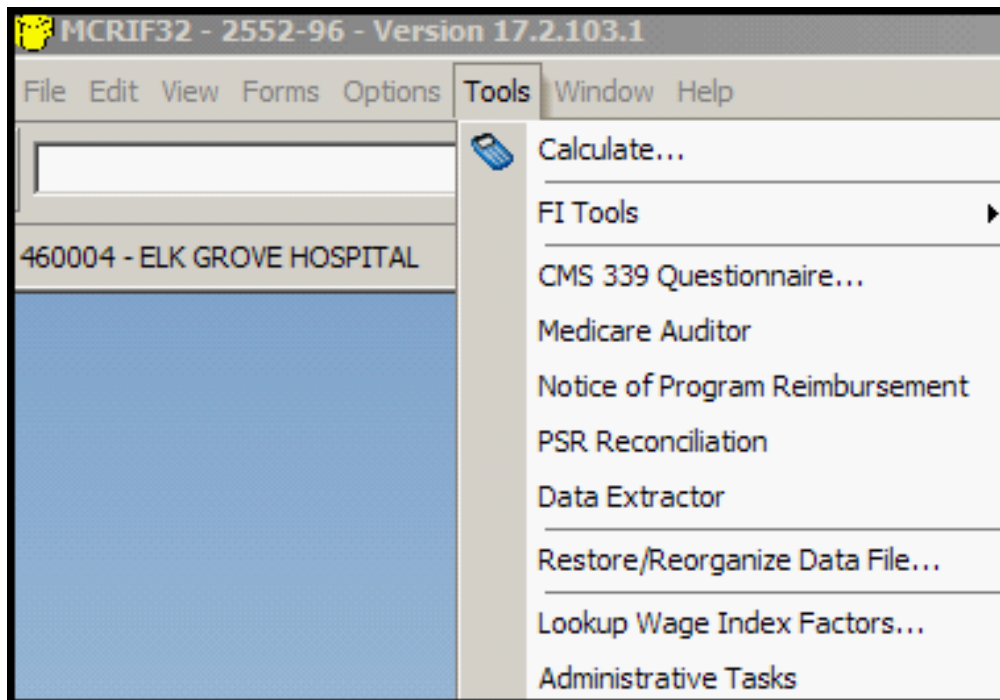 MCRIF32 - 2552-96 - Version 17.2.103.1
File Edit View Forms Options Tools Window Help
Calculate...
FI Tools
460004 - ELK GROVE HOSPITAL
CMS 339 Questionnaire...
Medicare Auditor
Notice of Program Reimbursement
PSR Reconciliation
Data Extractor
Restore/Reorganize Data File...
Lookup Wage Index Factors...
Administrative Tasks